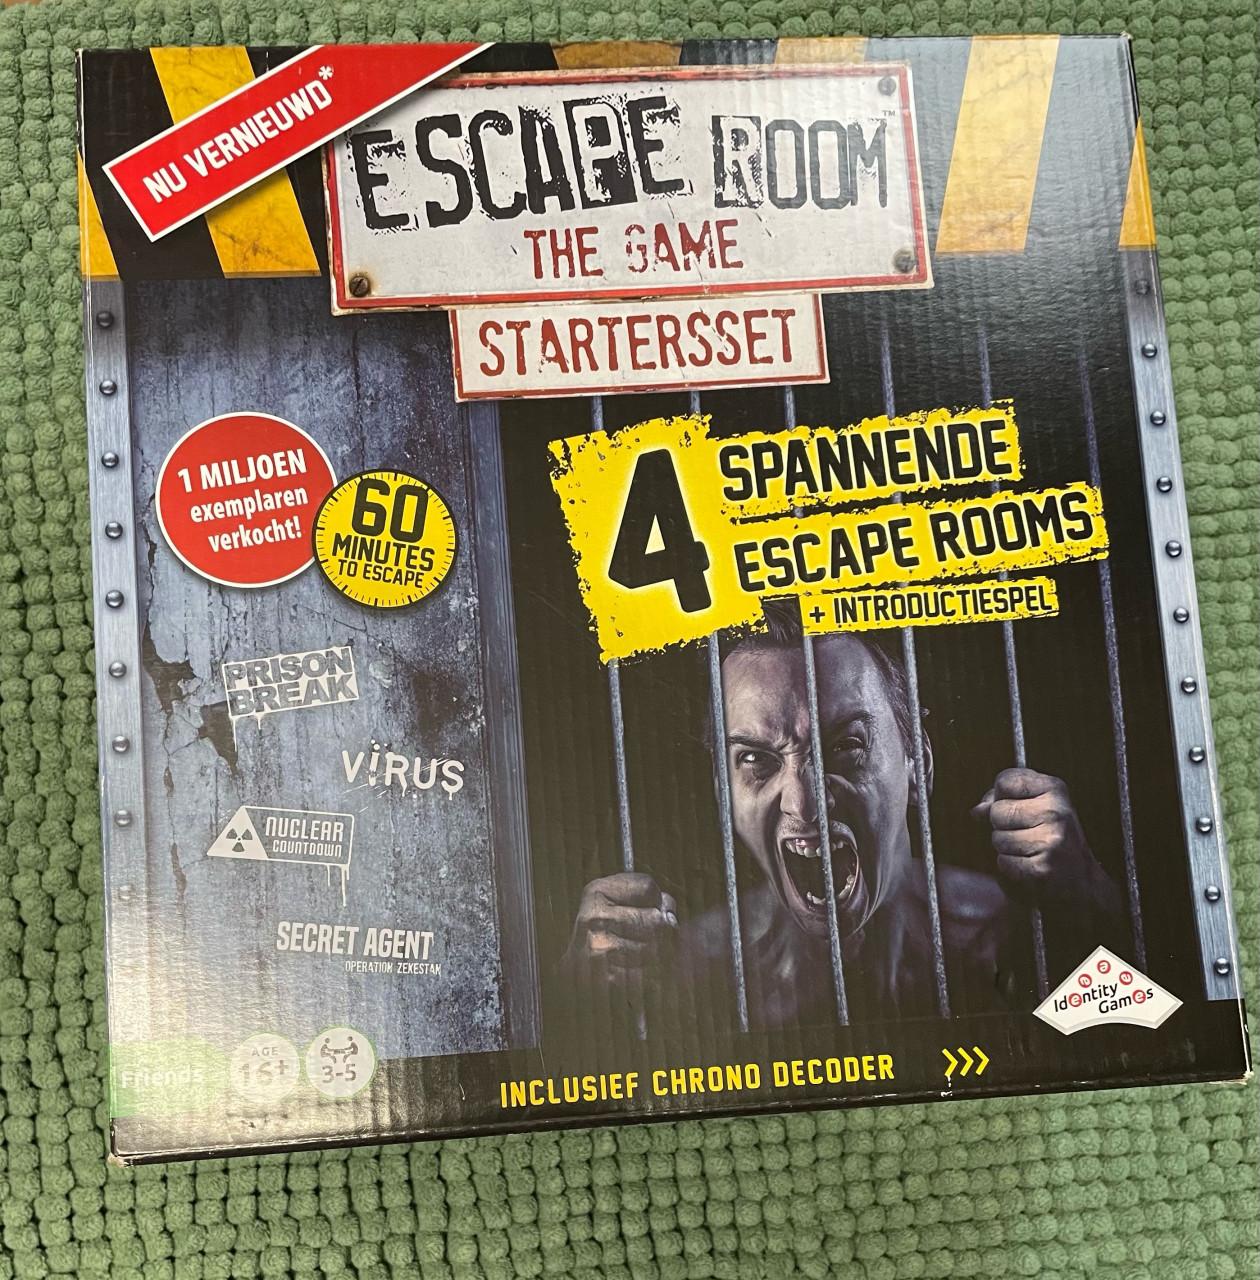 NU VERNIEUWD*
ESCAPE ROOM™
THE GAME
STARTERSSET
1 MILJOEN
exemplaren
verkocht!
60
MINUTES
TO ESCAPE
4 SPANNENDE
ESCAPE ROOMS
+ INTRODUCTIESPEL
PRISON
BREAK
ViRUS
NUCLEAR
COUNTDOWN
SECRET AGENT
OPERATION ZEKESTAN
Identity
Games
Friends
AGE
16+
3-5
INCLUSIEF CHRONO DECODER >>>